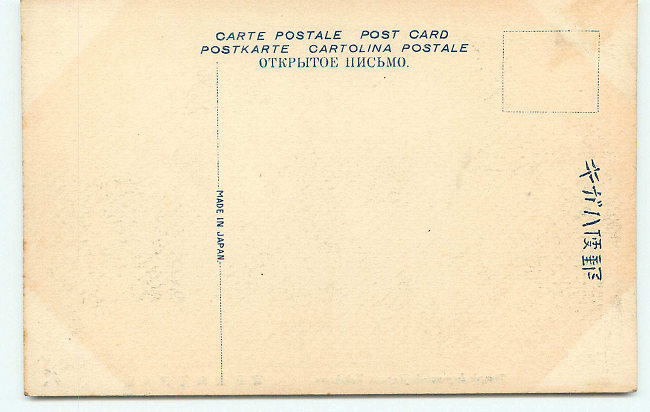 CARTE POSTALE POST CARD
POSTKARTE CARTOLINA POSTALE
ОТКРЫТОЕ ПИСЬМО.
MADE IN JAPAN.
キガハ便郵